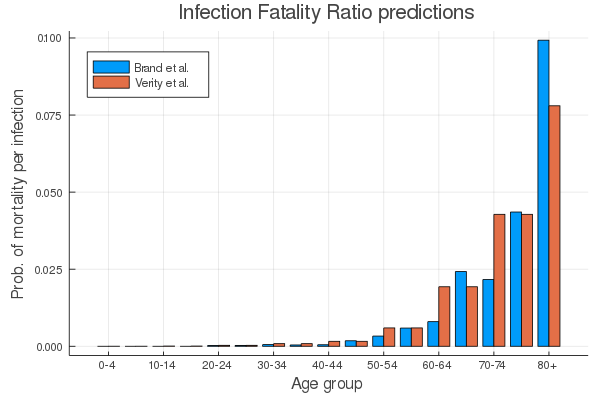 Infection Fatality Ratio predictions
Brand et al.
Verity et al.
Prob. of mortality per infection
0.100
0.075
0.050
0.025
0.000
0-4 10-14 20-24 30-34 40-44 50-54 60-64 70-74 80+
Age group